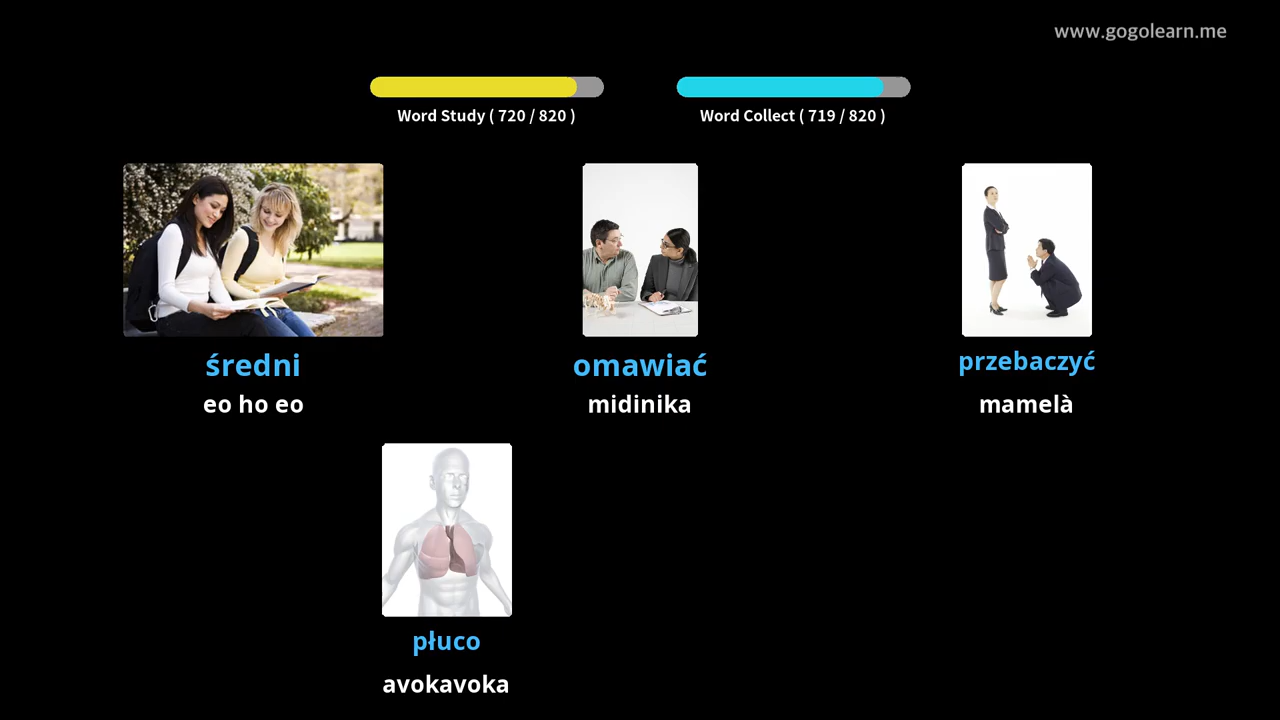 www.gogolearn.me
Word Study ( 720 / 820 )
Word Collect ( 719 / 820 )
średni
omawiać
przebaczyć
eo ho eo
midinika
mamelà
płuco
avokavoka